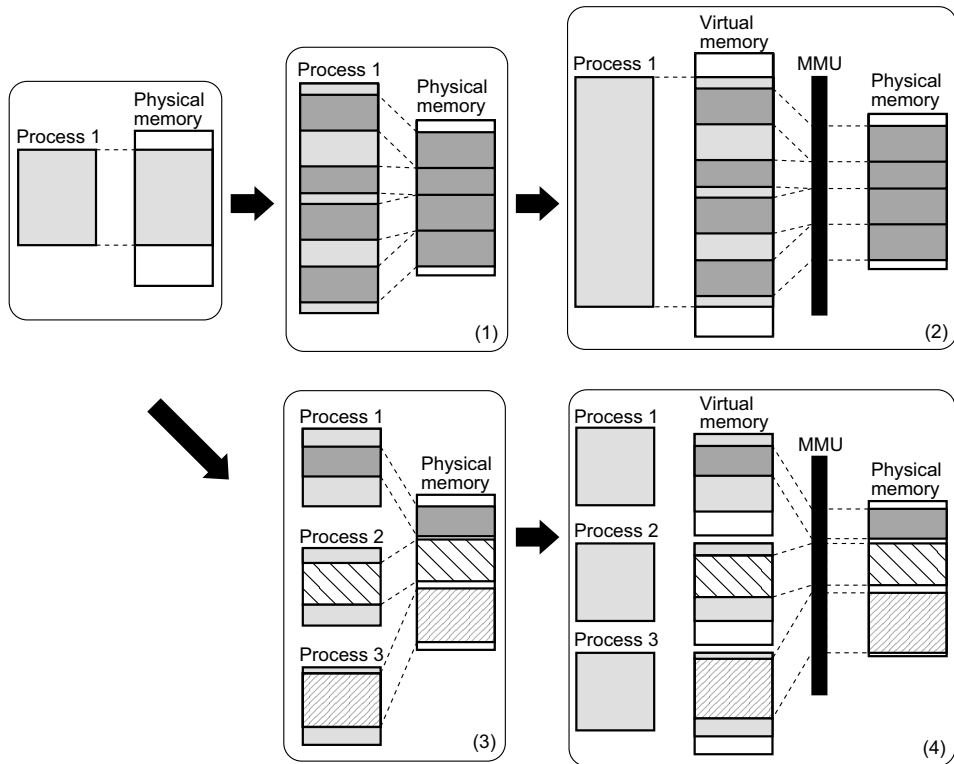 Process 1
Physical
memory
Process 1
Physical
memory
(1)
Process 1
Virtual
memory
MMU
Physical
memory
(2)
Process 1
Process 2
Process 3
Physical
memory
(3)
Process 1
Process 2
Process 3
Virtual
memory
MMU
Physical
memory
(4)